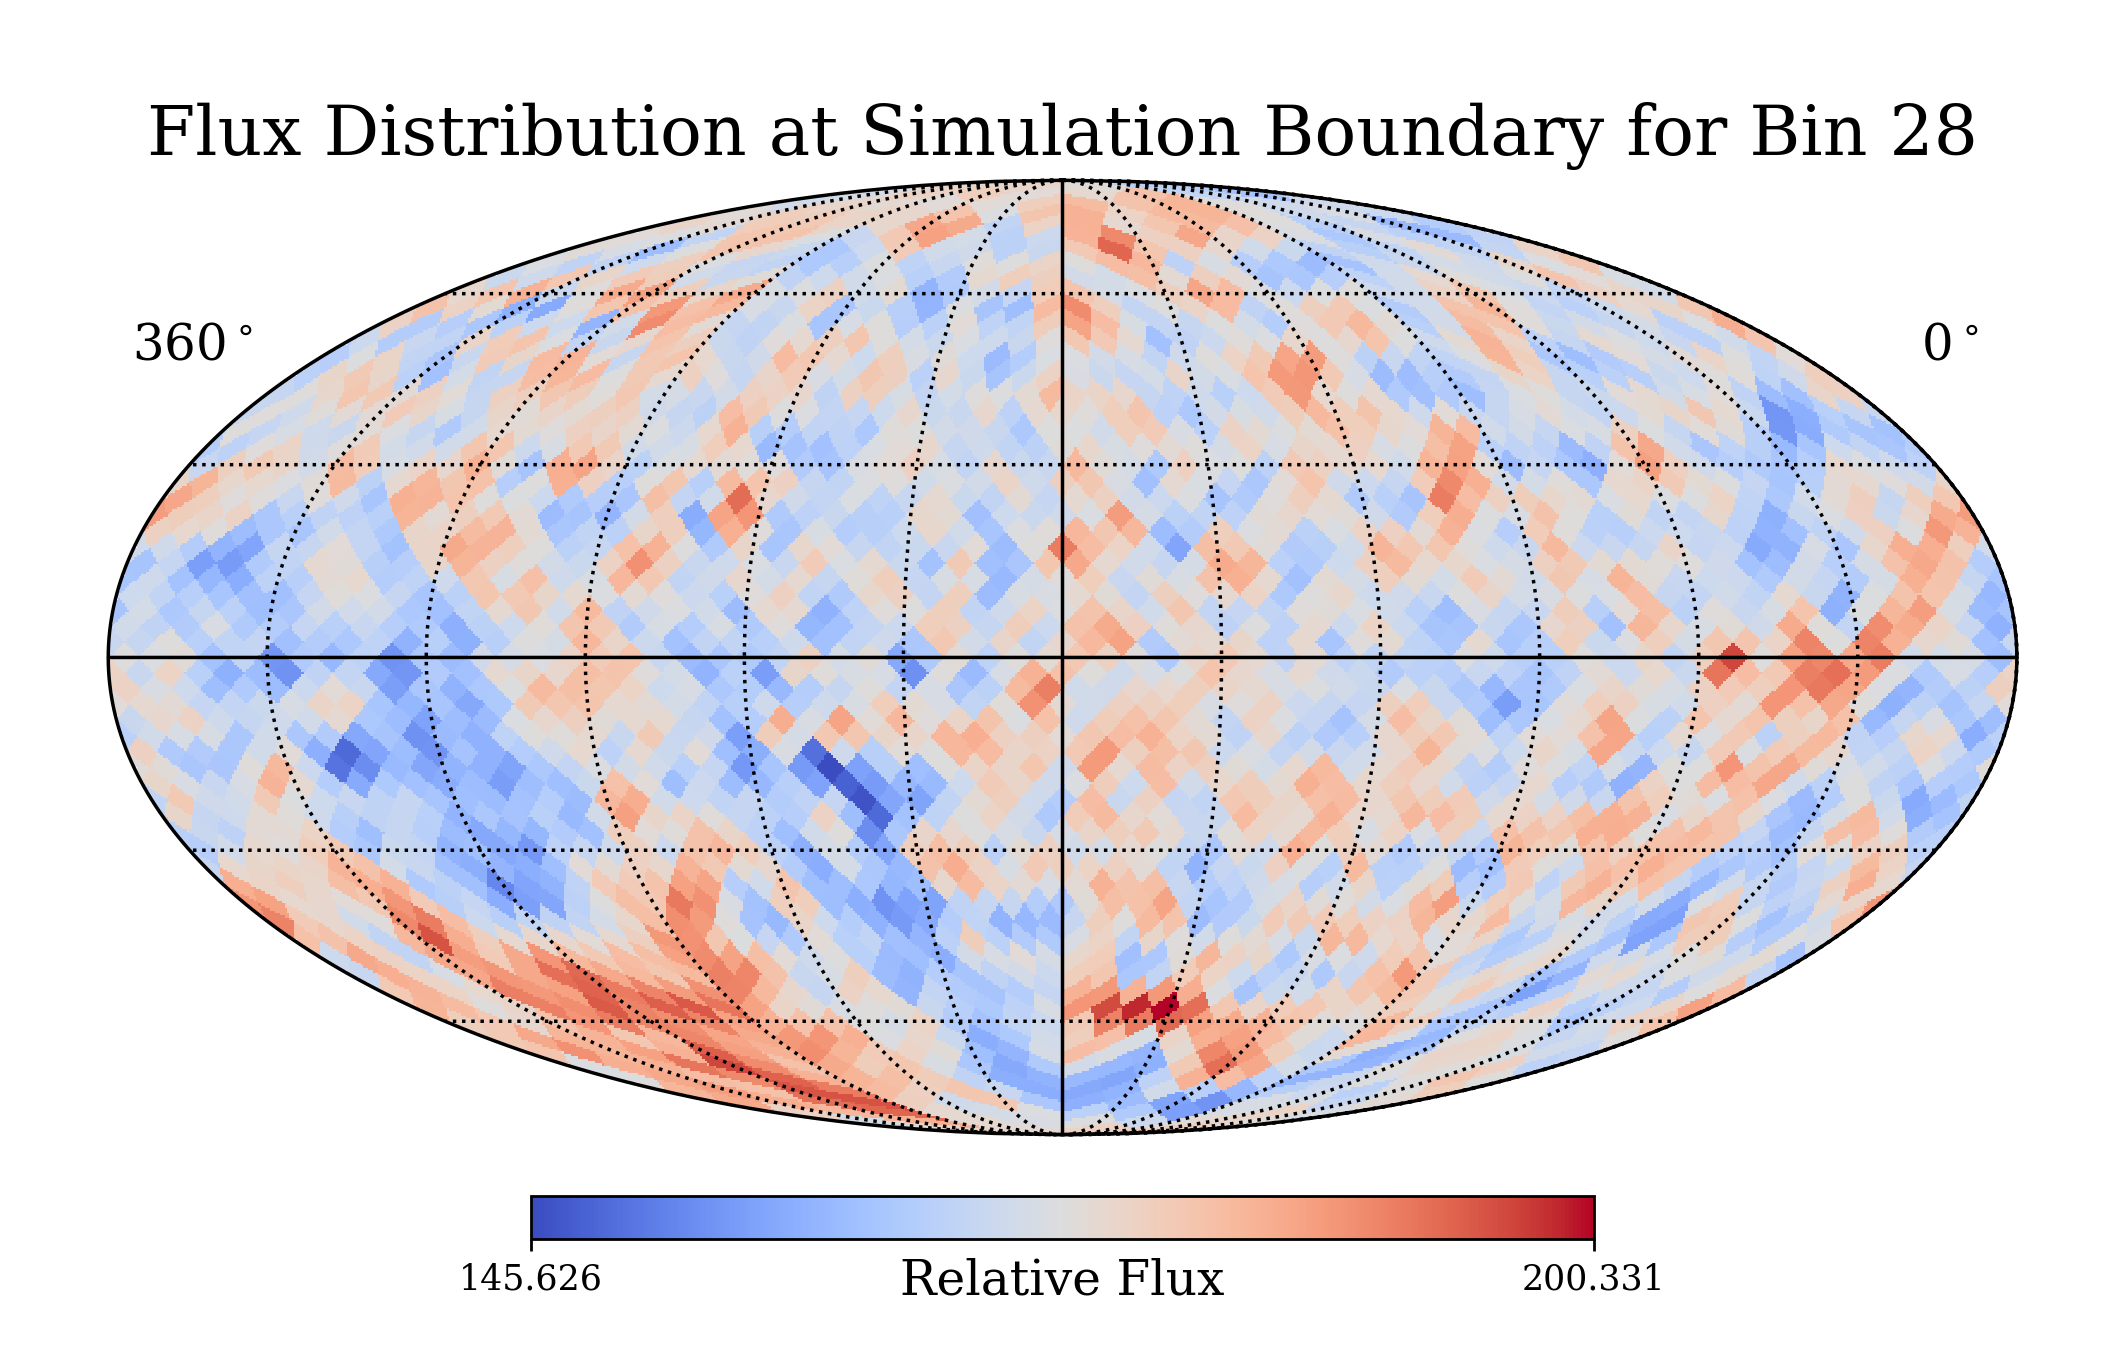 Flux Distribution at Simulation Boundary for Bin 28
360°
0°
145.626
Relative Flux
200.331